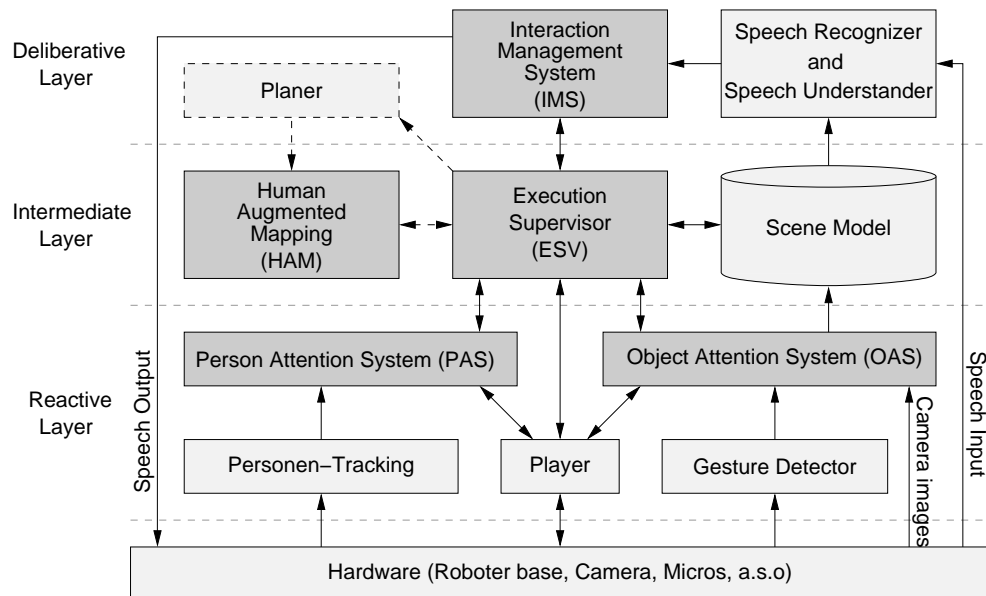 Deliberative
Layer
Planer
Interaction
Management
System
(IMS)
Speech Recognizer
and
Speech Understander
Intermediate
Layer
Human
Augmented
Mapping
(HAM)
Execution
Supervisor
(ESV)
Scene Model
Reactive
Layer
Speech Output
Person Attention System (PAS)
Object Attention System (OAS)
Speech Input
Camera images
Personen−Tracking
Player
Gesture Detector
Hardware (Roboter base, Camera, Micros, a.s.o)